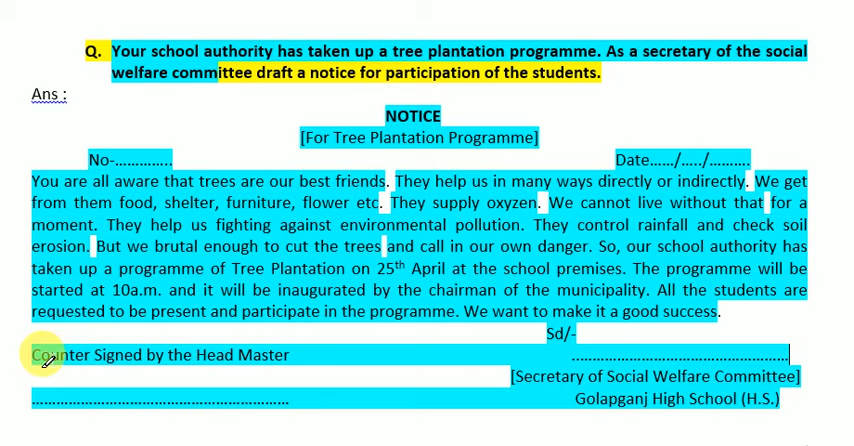 Q. Your school authority has taken up a tree plantation programme. As a secretary of the social
welfare committee draft a notice for participation of the students.
Ans :
NOTICE
[For Tree Plantation Programme]
No-………….. Date……/…../……….
You are all aware that trees are our best friends. They help us in many ways directly or indirectly. We get
from them food, shelter, furniture, flower etc. They supply oxyzen. We cannot live without that for a
moment. They help us fighting against environmental pollution. They control rainfall and check soil
erosion. But we brutal enough to cut the trees and call in our own danger. So, our school authority has
taken up a programme of Tree Plantation on 25th April at the school premises. The programme will be
started at 10a.m. and it will be inaugurated by the chairman of the municipality. All the students are
requested to be present and participate in the programme. We want to make it a good success.
Sd/-
Counter Signed by the Head Master ………………………………………………
[Secretary of Social Welfare Committee]
……………………………………………………… Golapganj High School (H.S.)